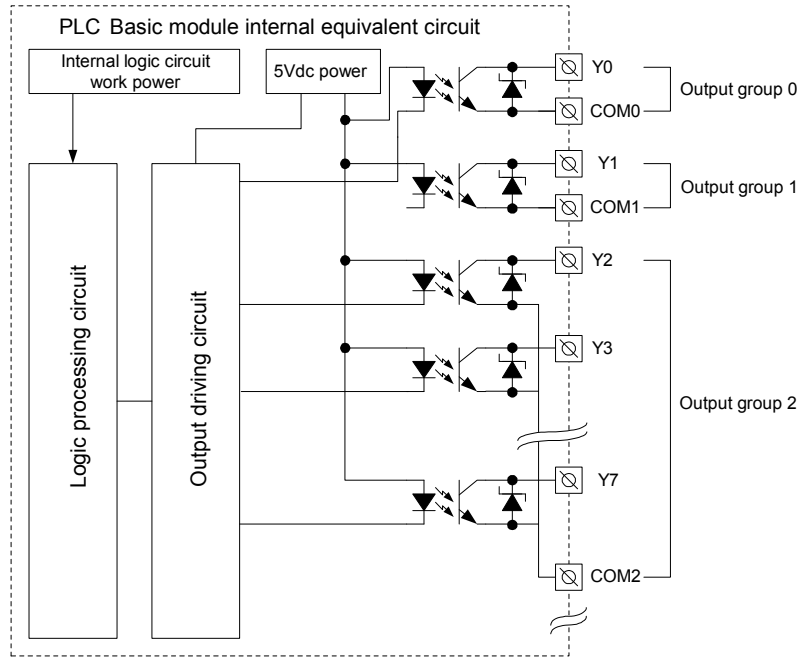 PLC Basic module internal equivalent circuit
Internal logic circuit
work power
5Vdc power
Logic processing circuit
Output driving circuit
Y0
COM0
Output group 0
Y1
COM1
Output group 1
Y2
Y3
Output group 2
Y7
COM2